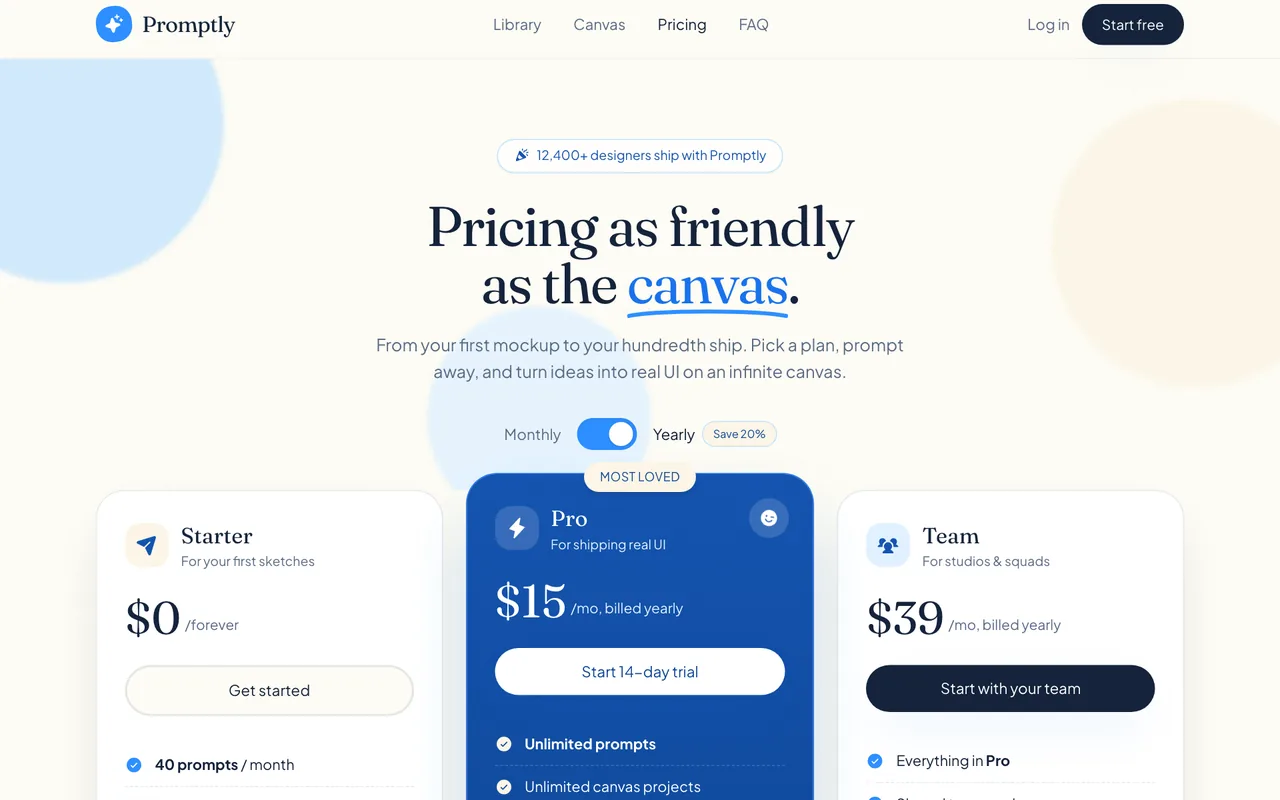 Promptly
Library
Canvas
Pricing
FAQ
Log in
Start free
12,400+ designers ship with Promptly
Pricing as friendly
as the canvas.
From your first mockup to your hundredth ship. Pick a plan, prompt
away, and turn ideas into real UI on an infinite canvas.
Monthly
Yearly
Save 20%
Starter
For your first sketches
$0 /forever
Get started
40 prompts / month
MOST LOVED
Pro
For shipping real UI
$15 /mo, billed yearly
Start 14-day trial
Unlimited prompts
Unlimited canvas projects
Team
For studios & squads
$39 /mo, billed yearly
Start with your team
Everything in Pro